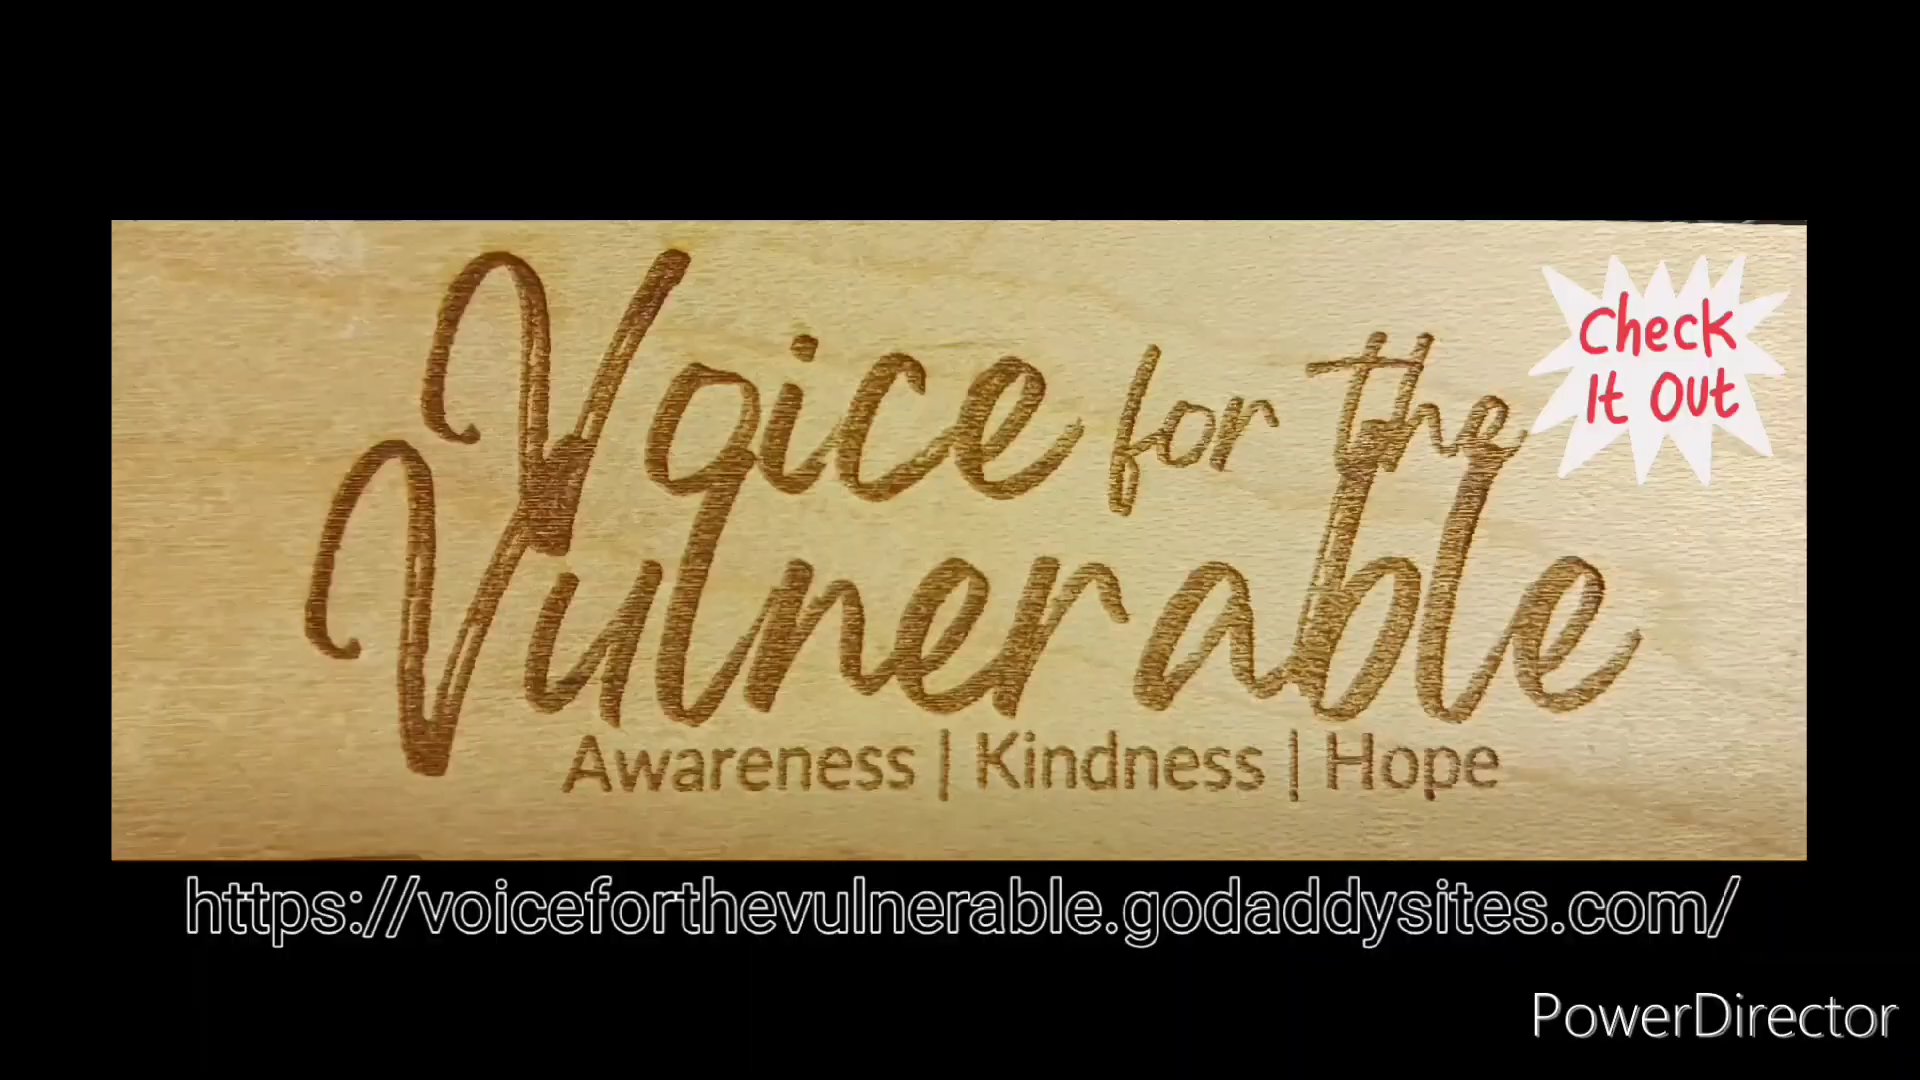 Voice for the
Vulnerable
Awareness | Kindness | Hope
Check
It Out
https://voiceforthevulnerable.godaddysites.com/
PowerDirector